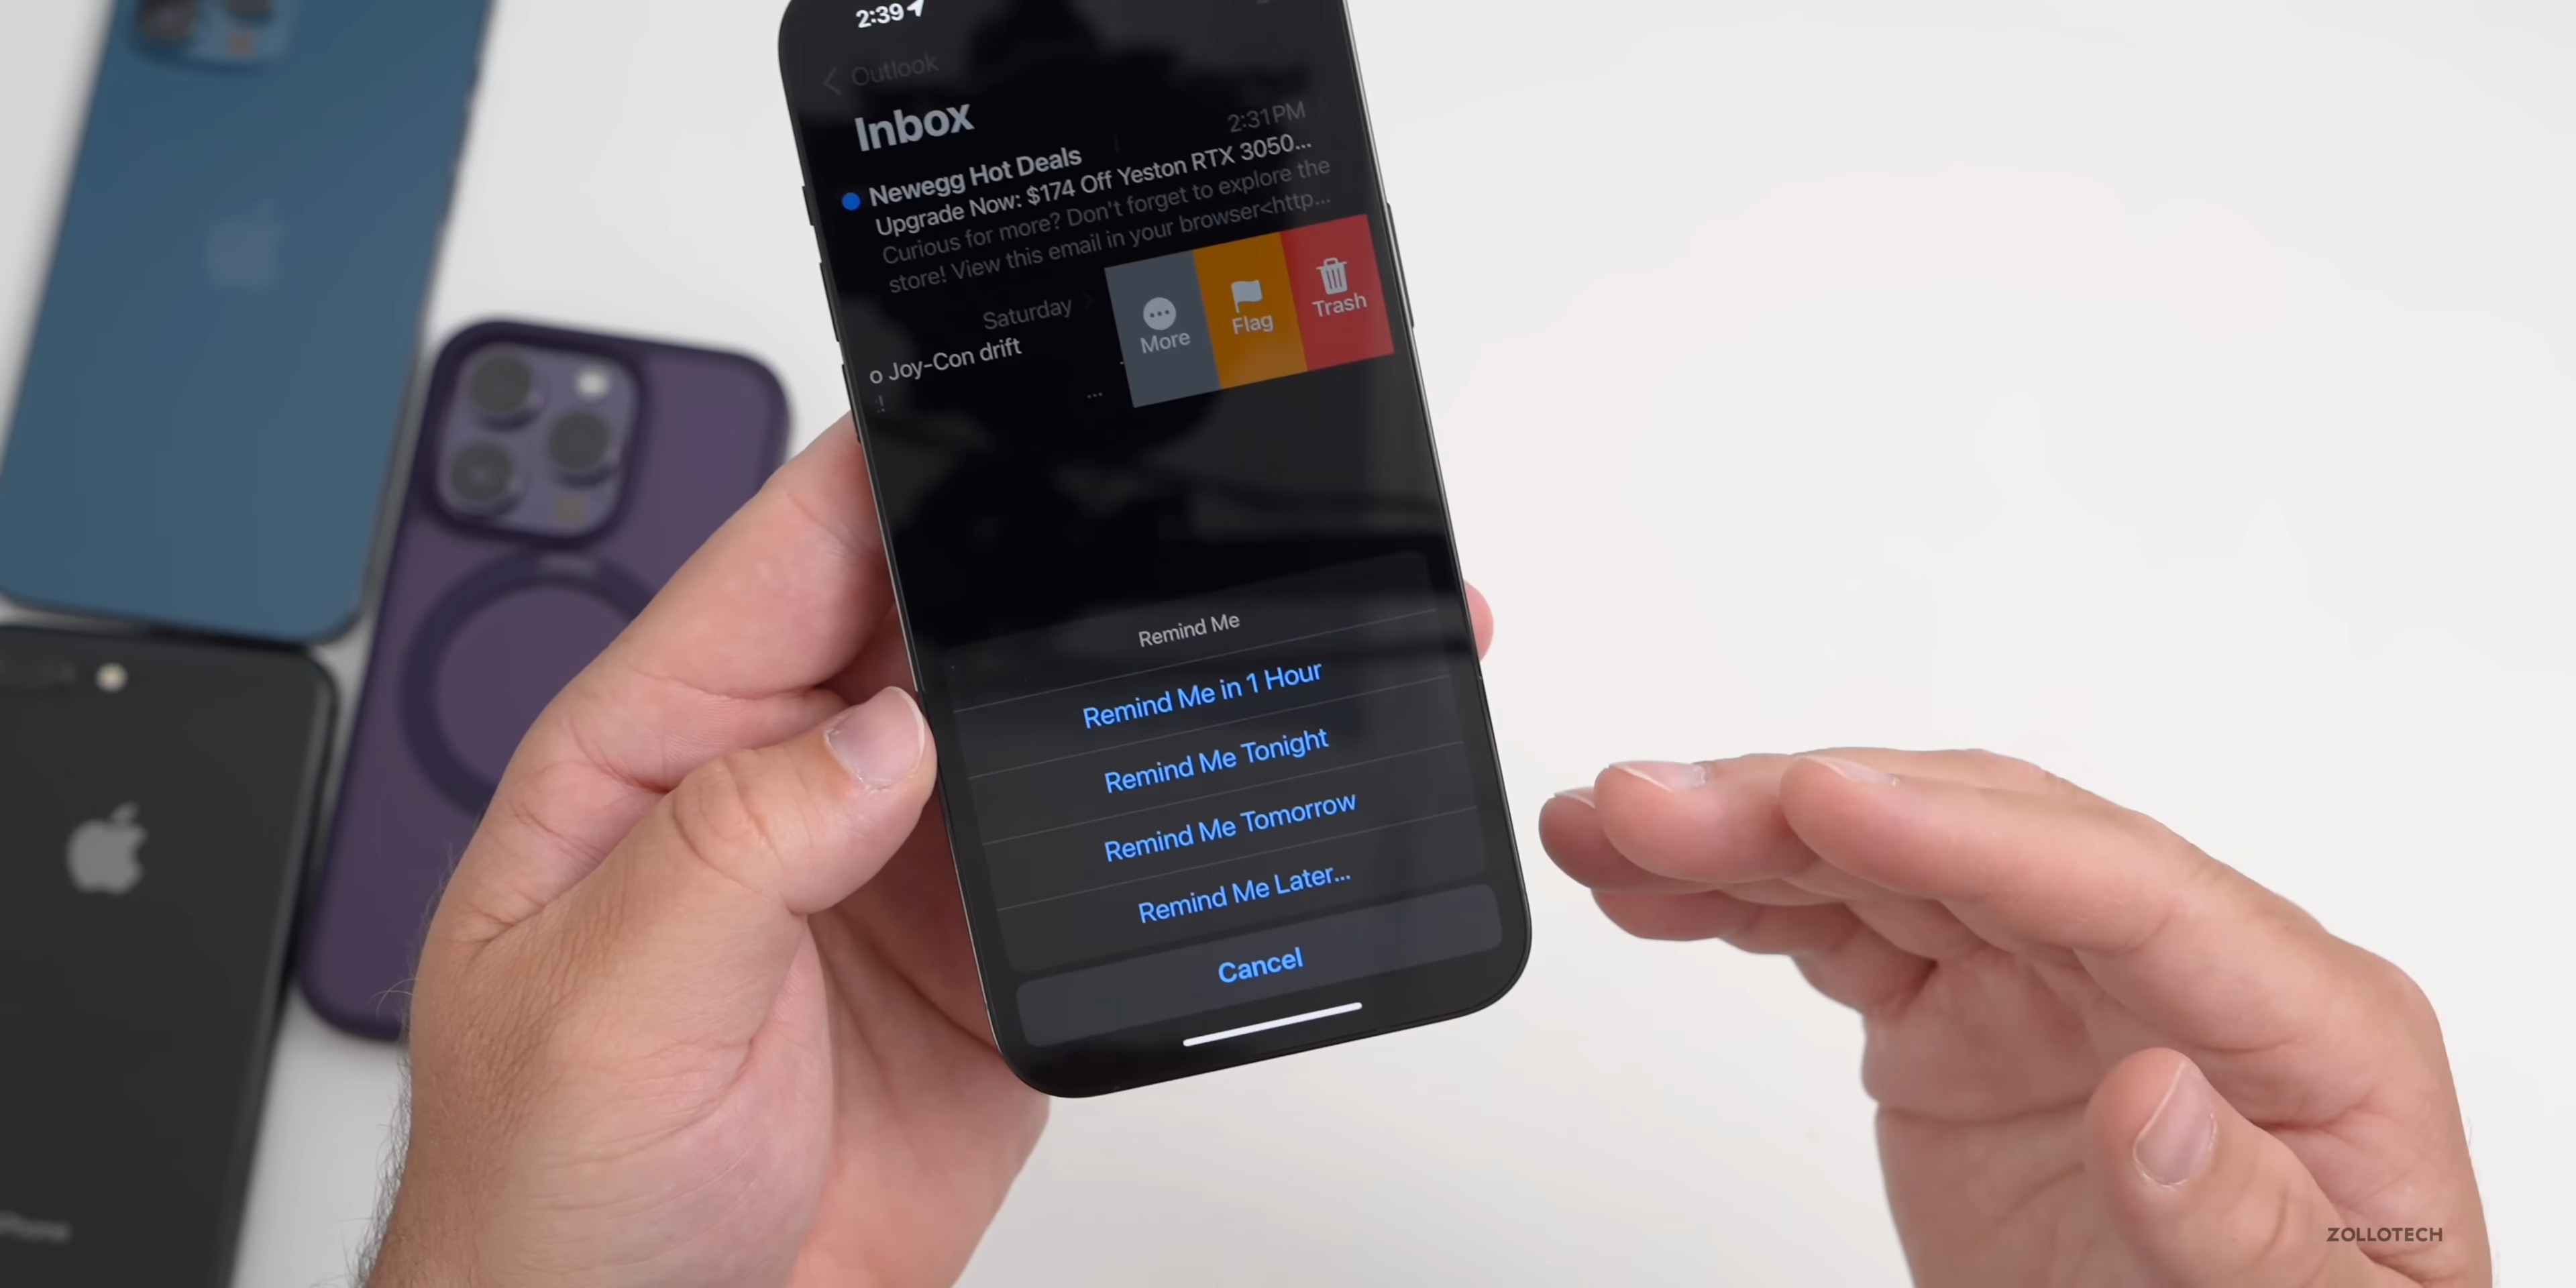 2:39
Outlook
Inbox
Newegg Hot Deals
2:31 PM
Upgrade Now: $174 Off Yeston RTX 3050...
Curious for more? Don't forget to explore the
store! View this email in your browser<http...
Saturday
o Joy-Con drift
...
More
Flag
Trash
Remind Me
Remind Me in 1 Hour
Remind Me Tonight
Remind Me Tomorrow
Remind Me Later...
Cancel
iPhone
ZOLLOTECH